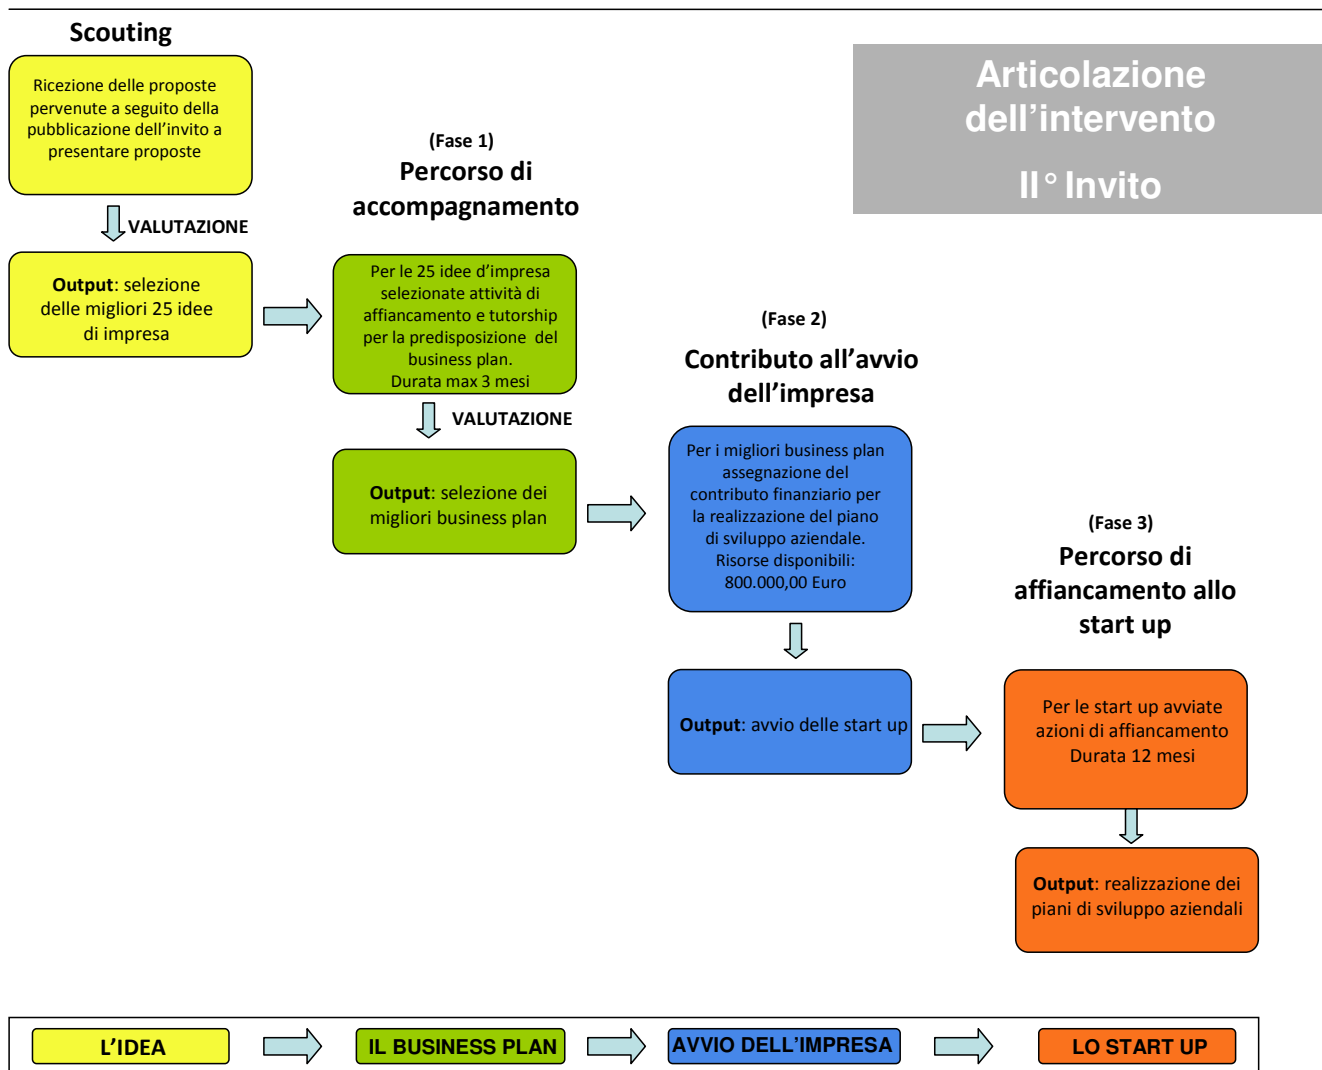 Scouting
Ricezione delle proposte
pervenute a seguito della
pubblicazione dell'invito a
presentare proposte
VALUTAZIONE
Output: selezione
delle migliori 25 idee
di impresa
Articolazione
dell'intervento
II° Invito
(Fase 1)
Percorso di
accompagnamento
Per le 25 idee d'impresa
selezionate attività di
affiancamento e tutorship
per la predisposizione del
business plan.
Durata max 3 mesi
VALUTAZIONE
Output: selezione dei
migliori business plan
(Fase 2)
Contributo all'avvio
dell'impresa
Per i migliori business plan
assegnazione del
contributo finanziario per
la realizzazione del piano
di sviluppo aziendale.
Risorse disponibili:
800.000,00 Euro
Output: avvio delle start up
(Fase 3)
Percorso di
affiancamento allo
start up
Per le start up avviate
azioni di affiancamento
Durata 12 mesi
Output: realizzazione dei
piani di sviluppo aziendali
L'IDEA
IL BUSINESS PLAN
AVVIO DELL'IMPRESA
LO START UP